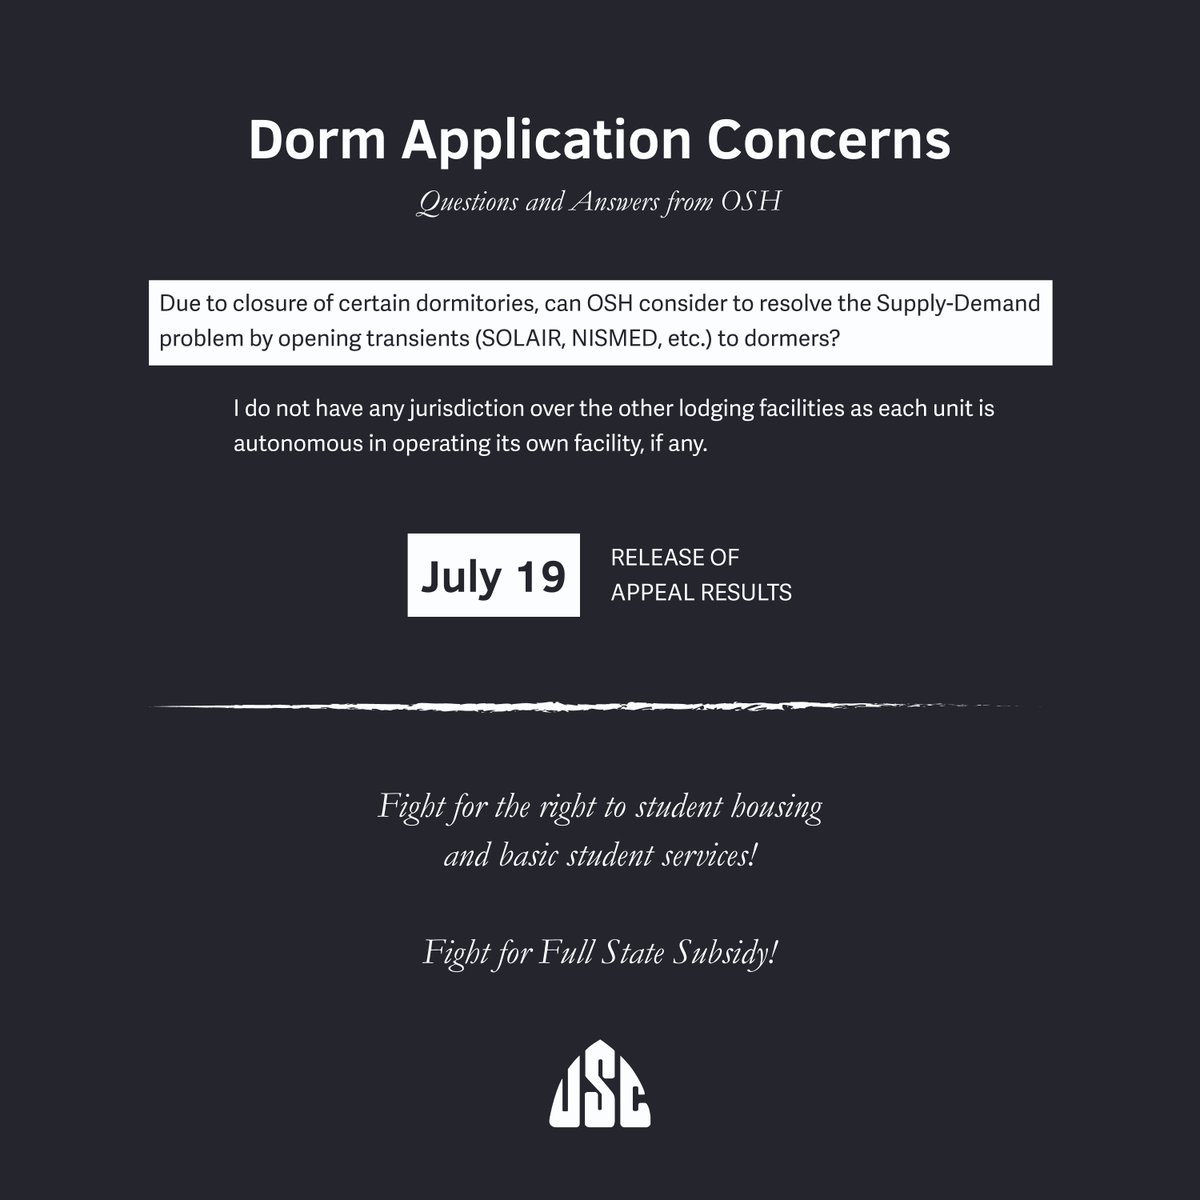 Dorm Application Concerns
Questions and Answers from OSH
Due to closure of certain dormitories, can OSH consider to resolve the Supply-Demand
problem by opening transients (SOLAIR, NISMED, etc.) to dormers?
I do not have any jurisdiction over the other lodging facilities as each unit is
autonomous in operating its own facility, if any.
July 19
RELEASE OF
APPEAL RESULTS
Fight for the right to student housing
and basic student services!
Fight for Full State Subsidy!
USC